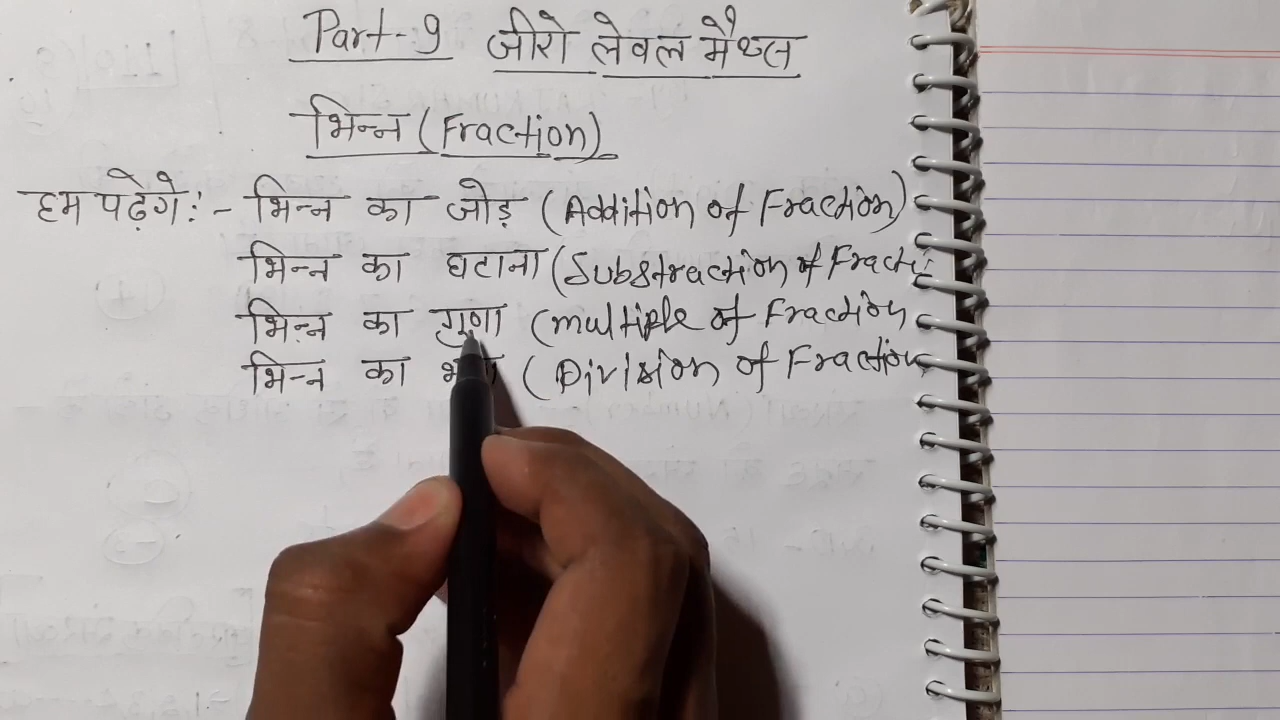 Part-9 जीरो लेवल मैथ्स
भिन्न (Fraction)
हम पढ़ेगे:- भिन्न का जोड़ (Addition of Fraction)
भिन्न का घटाना (Substraction of Fracti
भिन्न का गुणा (multiple of Fraction
भिन्न का (Division of Fraction